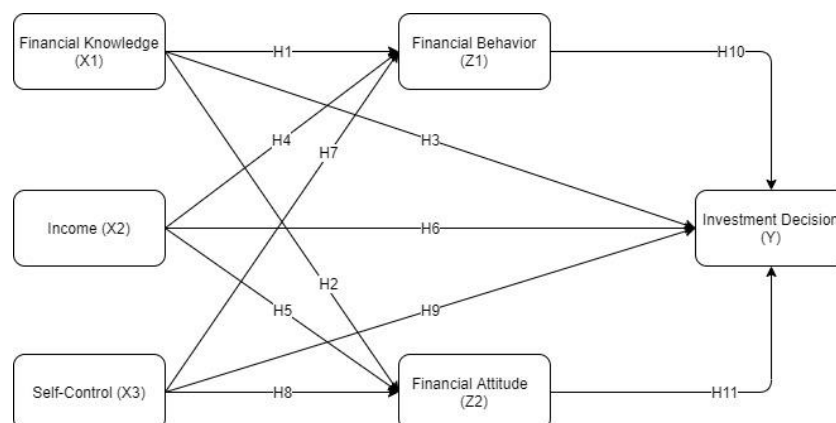 Financial Knowledge
(X1)
H1
Financial Behavior
(Z1)
H10
H4
H7
H3
Income (X2)
H6
Investment Decision
(Y)
H2
H5
H9
Self-Control (X3)
H8
Financial Attitude
(Z2)
H11